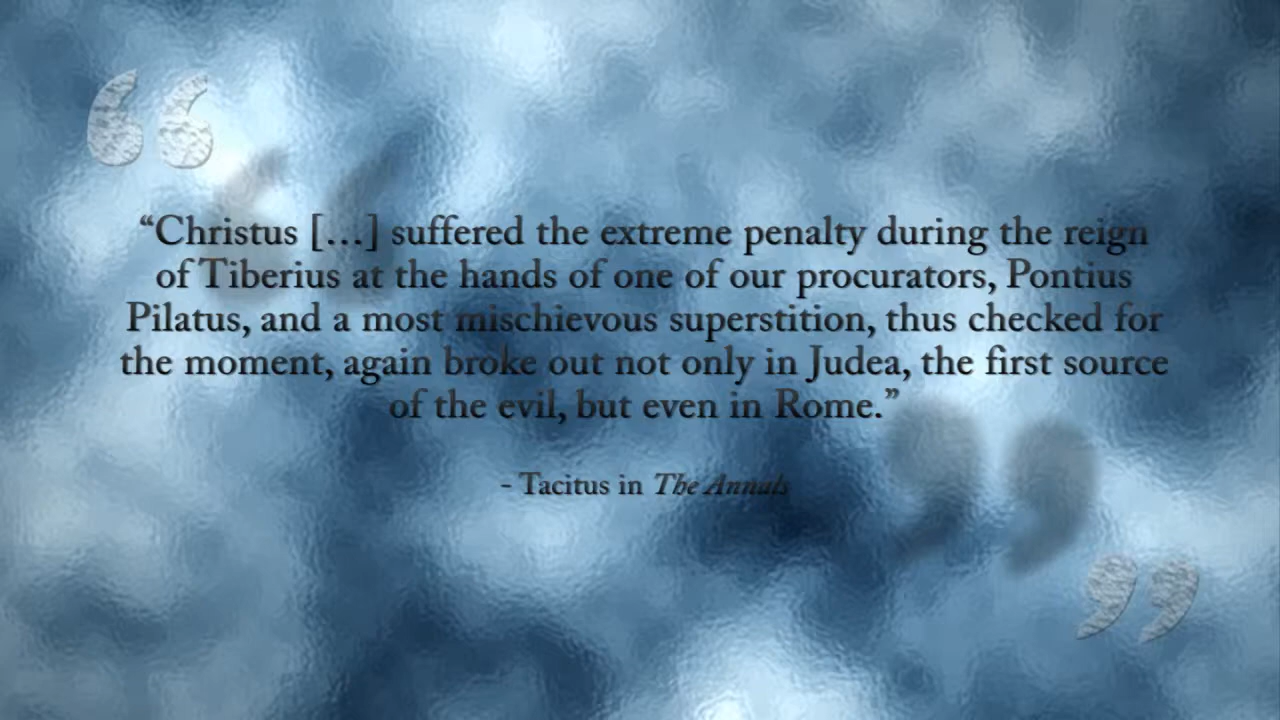 “Christus […] suffered the extreme penalty during the reign
of Tiberius at the hands of one of our procurators, Pontius
Pilatus, and a most mischievous superstition, thus checked for
the moment, again broke out not only in Judea, the first source
of the evil, but even in Rome.”
- Tacitus in The Annals